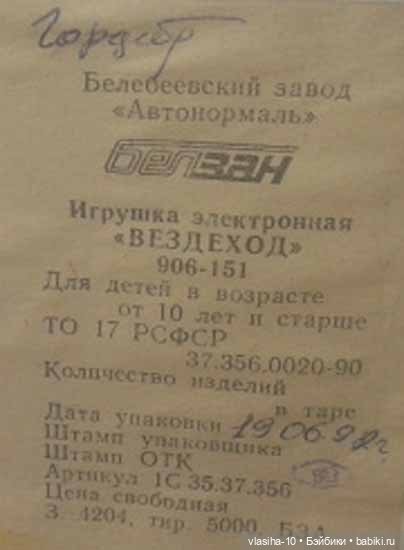 Белебеевский завод
«Автонормаль»
белзан
Игрушка электронная
«ВЕЗДЕХОД»
906-151
Для детей в возрасте
от 10 лет и старше
ТО 17 РСФСР
37.356.0020-90
Количество изделий
в таре
Дата упаковки 19 06 92г.
Штамп упаковщика
Штамп ОТК
Артикул 1С 35.37.356
Цена свободная
З-4204, тир. 5000, БЗА
vlasiha-10 • Бэйбики • babiki.ru